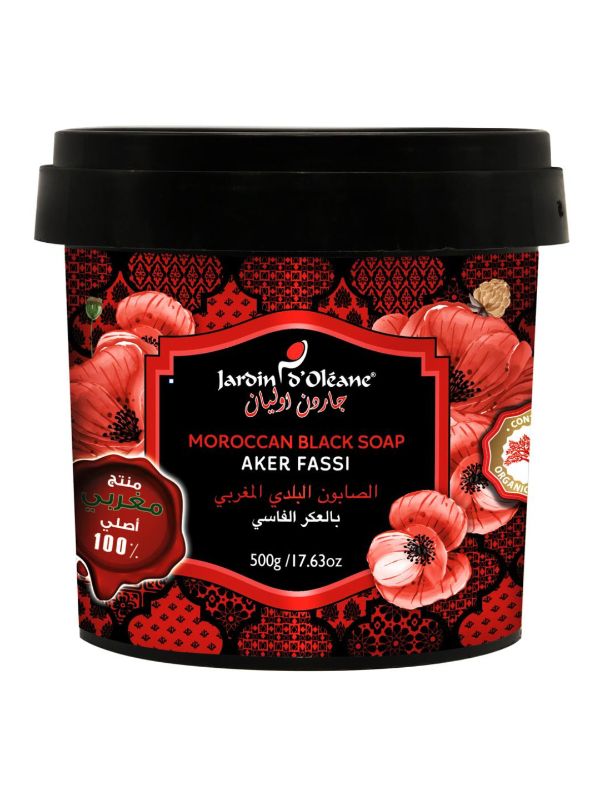 Jardin d'Oléane®
جاردن اوليان
MOROCCAN BLACK SOAP
AKER FASSI
الصابون البلدي المغربي
بالعكر الفاسي
500g /17.63oz
منتج
مغربي
أصلي
100٪
ORGANIC